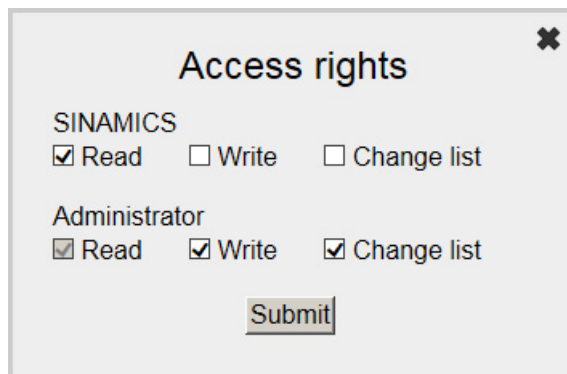 Access rights
SINAMICS
Read Write Change list
Administrator
Read Write Change list
Submit